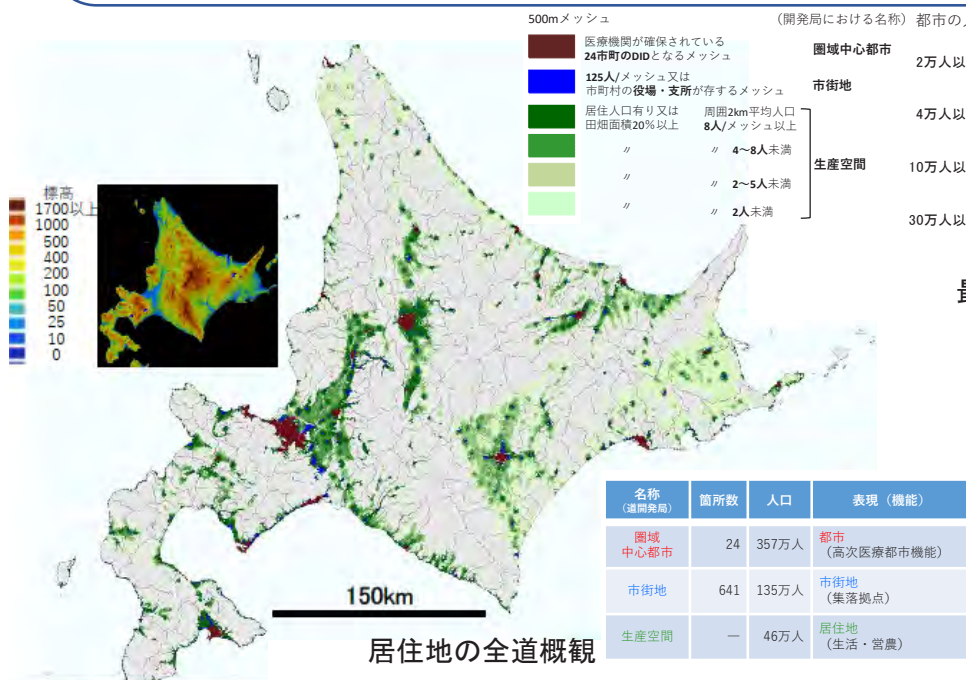 500mメッシュ
（開発局における名称）
都市の
医療機関が確保されている
24市町のDIDとなるメッシュ
圏域中心都市
2万人以
125人/メッシュ又は
市町村の役場・支所が存するメッシュ
市街地
居住人口有り又は
田畑面積20%以上
周囲2km平均人口
8人/メッシュ以上
4万人以
〃 〃 4～8人未満
〃 〃 2～5人未満
生産空間
10万人以
〃 〃 2人未満
30万人以
最
標高
1700以上
1000
500
400
200
100
50
25
10
0
150km
居住地の全道概観
名称
（道開発局）
箇所数
人口
表現（機能）
圏域
中心都市
24
357万人
都市
（高次医療都市機能）
市街地
641
135万人
市街地
（集落拠点）
生産空間
―
46万人
居住地
（生活・営農）